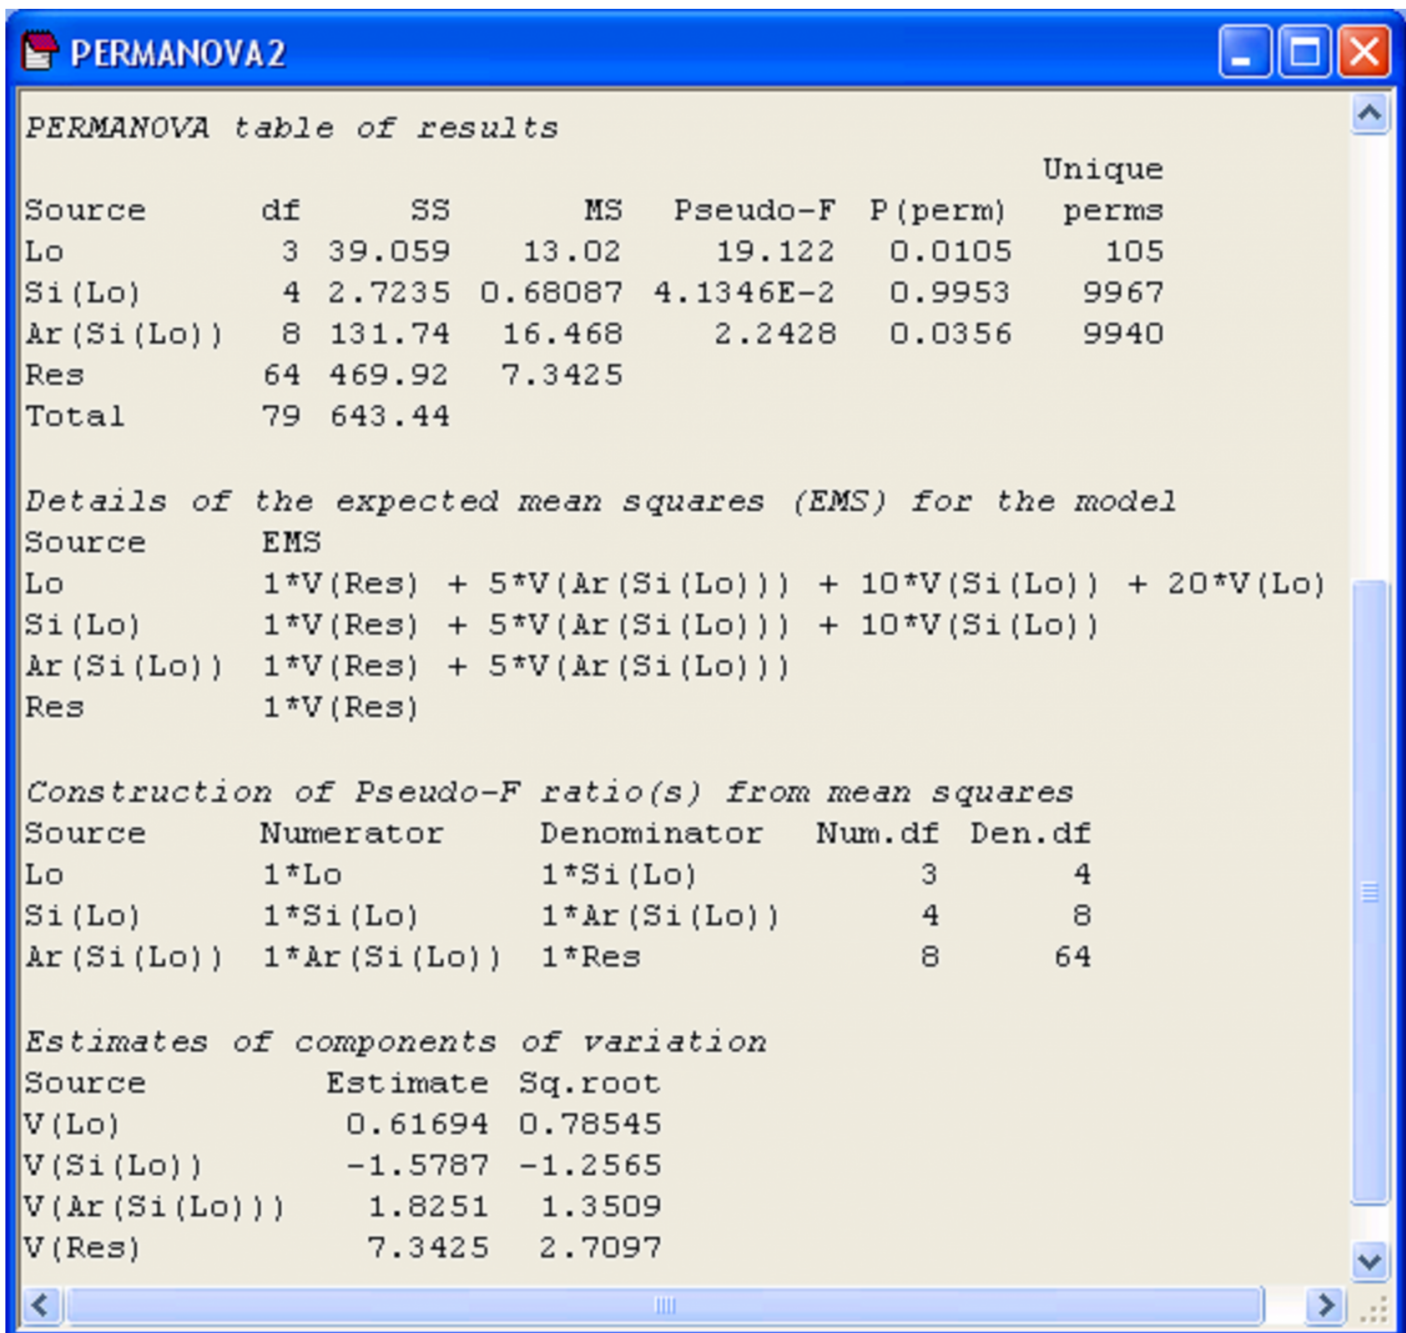 PERMANOVA2
PERMANOVA table of results
Unique
Source df SS MS Pseudo-F P(perm) perms
Lo 3 39.059 13.02 19.122 0.0105 105
Si(Lo) 4 2.7235 0.68087 4.1346E-2 0.9953 9967
Ar(Si(Lo)) 8 131.74 16.468 2.2428 0.0356 9940
Res 64 469.92 7.3425
Total 79 643.44
Details of the expected mean squares (EMS) for the model
Source EMS
Lo 1*V(Res) + 5*V(Ar(Si(Lo))) + 10*V(Si(Lo)) + 20*V(Lo)
Si(Lo) 1*V(Res) + 5*V(Ar(Si(Lo))) + 10*V(Si(Lo))
Ar(Si(Lo)) 1*V(Res) + 5*V(Ar(Si(Lo)))
Res 1*V(Res)
Construction of Pseudo-F ratio(s) from mean squares
Source Numerator Denominator Num.df Den.df
Lo 1*Lo 1*Si(Lo) 3 4
Si(Lo) 1*Si(Lo) 1*Ar(Si(Lo)) 4 8
Ar(Si(Lo)) 1*Ar(Si(Lo)) 1*Res 8 64
Estimates of components of variation
Source Estimate Sq.root
V(Lo) 0.61694 0.78545
V(Si(Lo)) -1.5787 -1.2565
V(Ar(Si(Lo))) 1.8251 1.3509
V(Res) 7.3425 2.7097